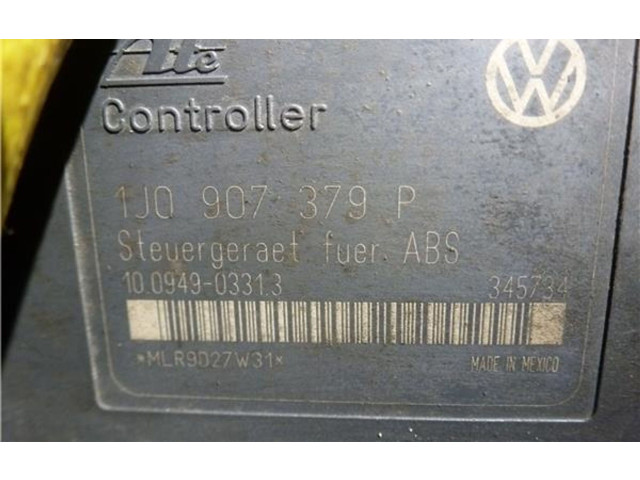 Ate
Controller
1J0 907 379 P
Steuergeraet fuer ABS
10.0949-0331.3 345734
*MLR9D27W31*
MADE IN MEXICO